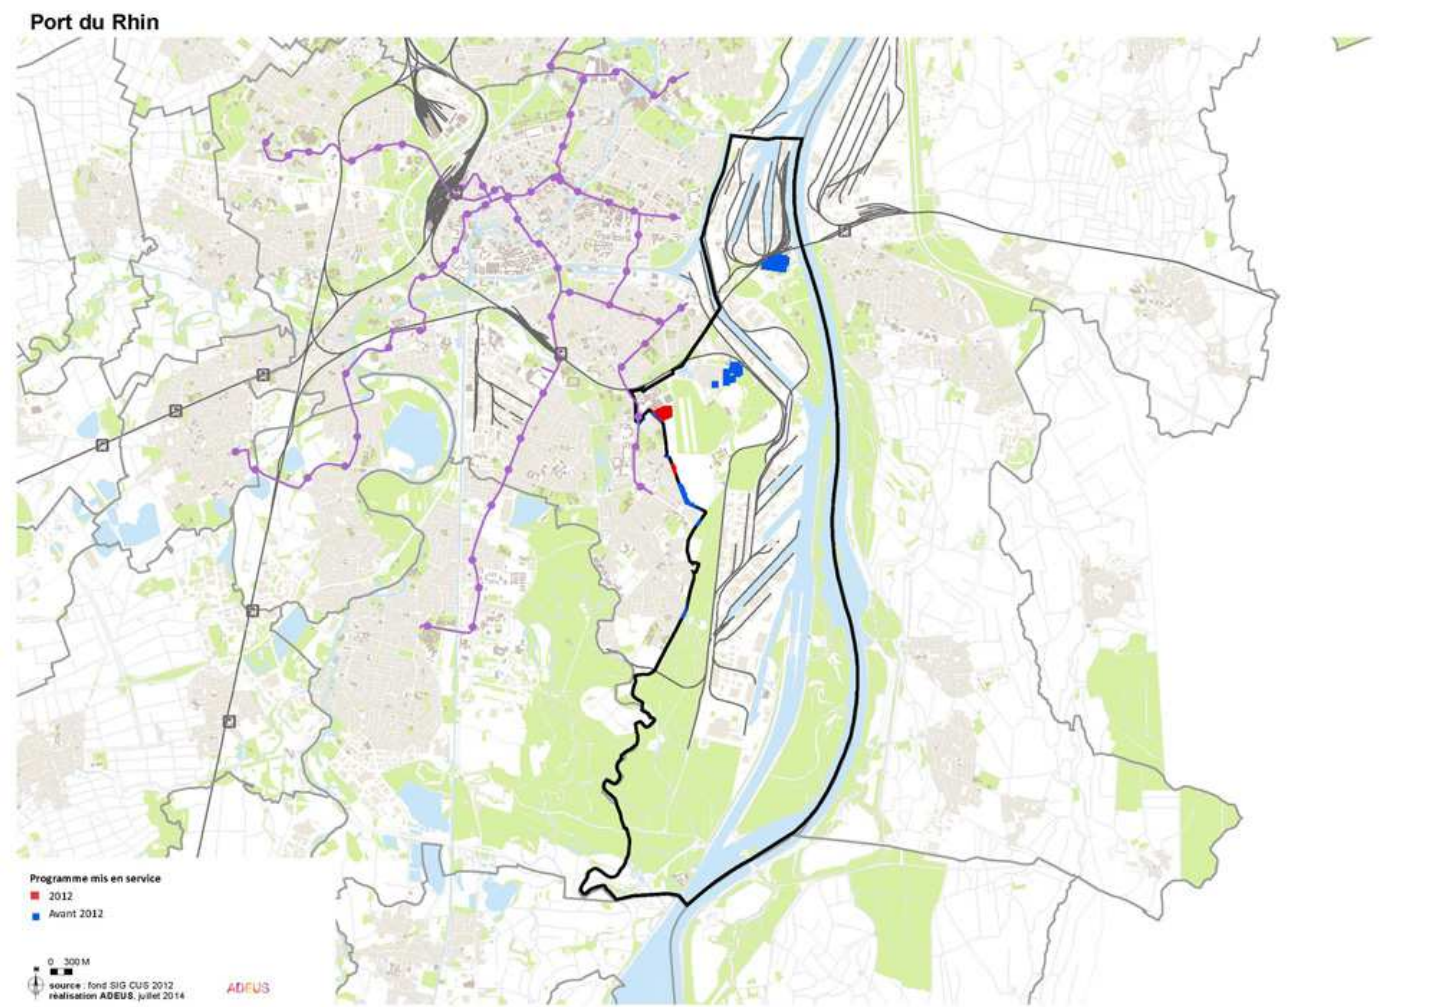 Port du Rhin
Programme mis en service
2012
Avant 2012
0 300 M
N
source : fond SIG CUS 2012
réalisation ADEUS, juillet 2014
ADEUS